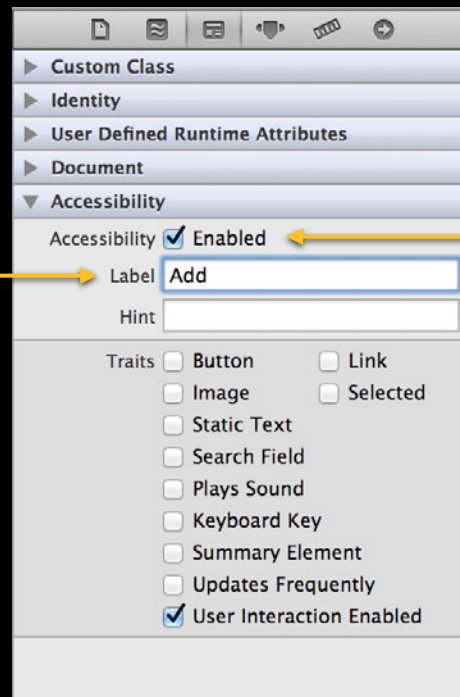 Custom Class
Identity
User Defined Runtime Attributes
Document
Accessibility
Accessibility Enabled
Label Add
Hint
Traits Button Link
Image Selected
Static Text
Search Field
Plays Sound
Keyboard Key
Summary Element
Updates Frequently
User Interaction Enabled